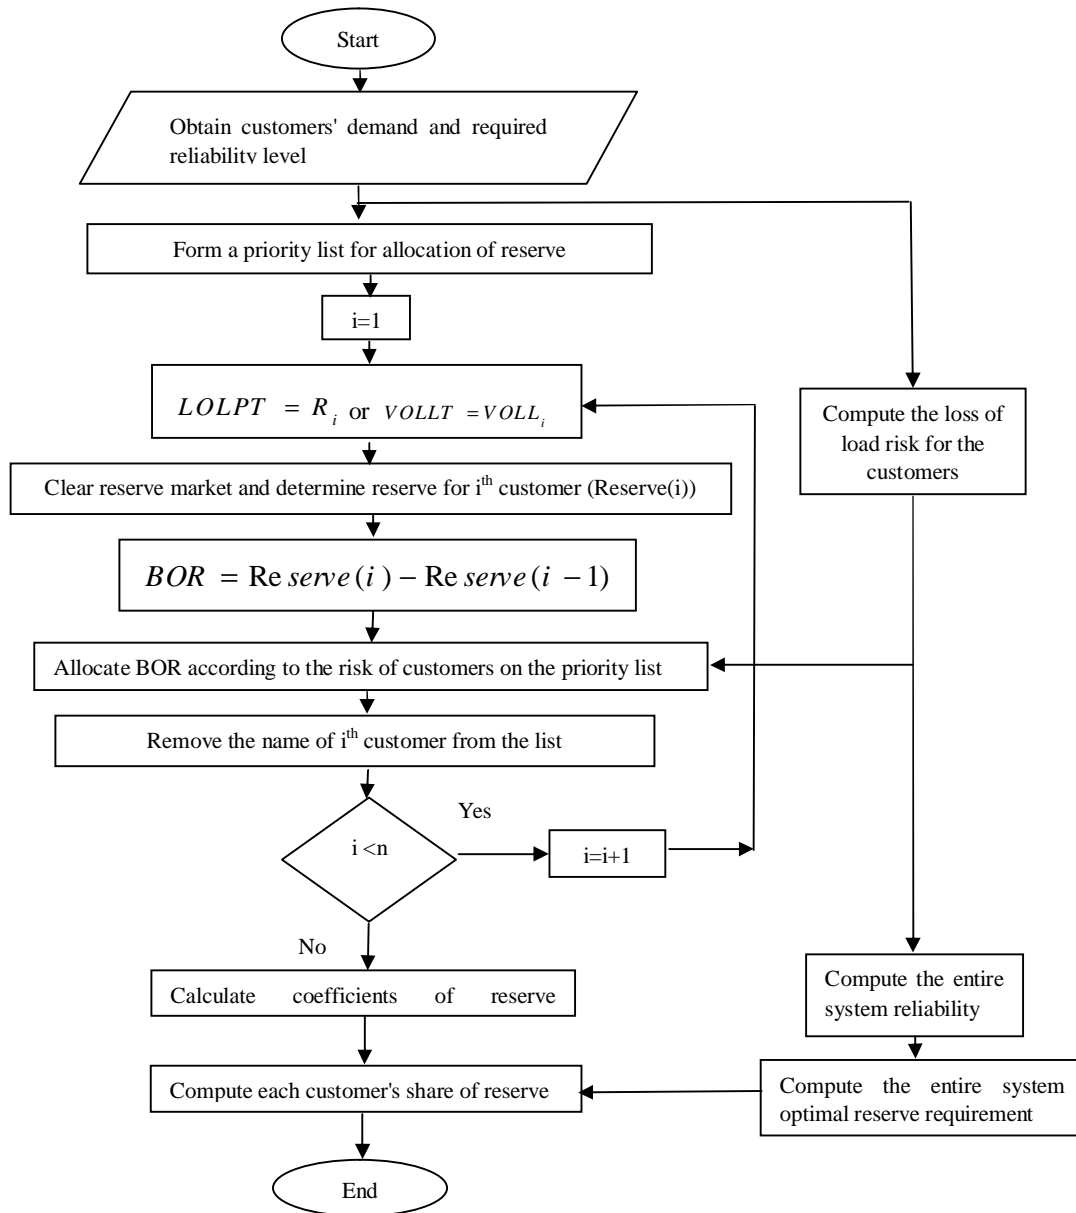 Start
Obtain customers' demand and required
reliability level
Form a priority list for allocation of reserve
i=1
LOLPT = R_i or VOLLT = VOLL_i
Compute the loss of
load risk for the
customers
Clear reserve market and determine reserve for i^th customer (Reserve(i))
BOR = Re serve(i) − Re serve(i − 1)
Allocate BOR according to the risk of customers on the priority list
Remove the name of i^th customer from the list
Yes
i <n
i=i+1
No
Calculate coefficients of reserve
Compute the entire
system reliability
Compute each customer's share of reserve
Compute the entire system
optimal reserve requirement
End